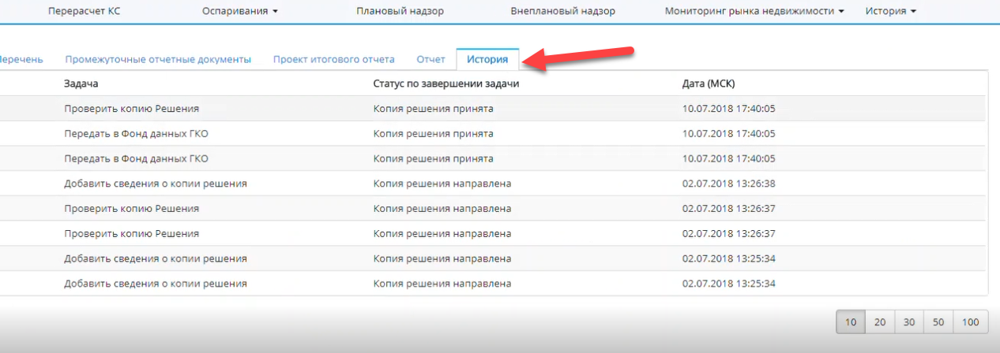 Перерасчет КС Оспаривания Плановый надзор Внеплановый надзор Мониторинг рынка недвижимости История
Перечень Промежуточные отчетные документы Проект итогового отчета Отчет История
Задача Статус по завершении задачи Дата (МСК)
Проверить копию Решения Копия решения принята 10.07.2018 17:40:05
Передать в Фонд данных ГКО Копия решения принята 10.07.2018 17:40:05
Передать в Фонд данных ГКО Копия решения принята 10.07.2018 17:40:05
Добавить сведения о копии решения Копия решения направлена 02.07.2018 13:26:38
Проверить копию Решения Копия решения направлена 02.07.2018 13:26:37
Проверить копию Решения Копия решения направлена 02.07.2018 13:26:37
Добавить сведения о копии решения Копия решения направлена 02.07.2018 13:25:34
Добавить сведения о копии решения Копия решения направлена 02.07.2018 13:25:34
10 20 30 50 100